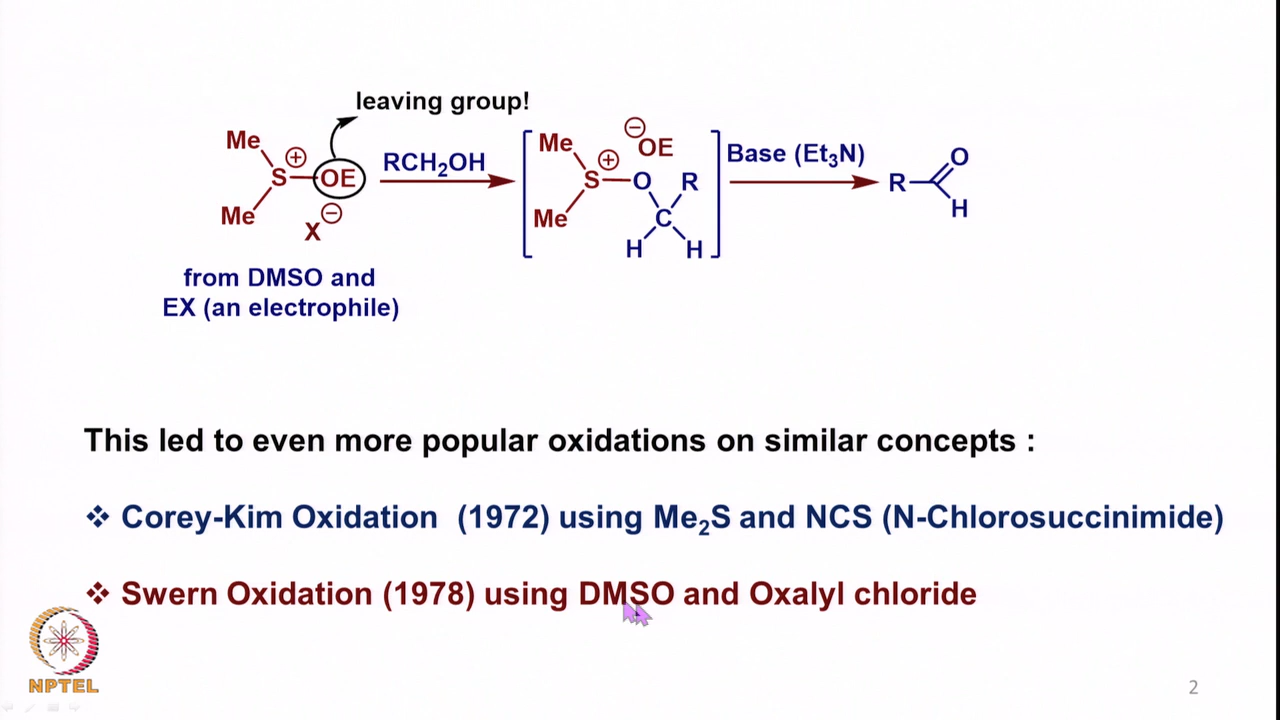 leaving group!
Me
⊕
S—OE
Me
X
⊖
RCH₂OH
Me
⊕
⊖
OE
S—O
R
Me
C
H
H
Base (Et₃N)
O
R
H
from DMSO and
EX (an electrophile)
This led to even more popular oxidations on similar concepts :
❖ Corey-Kim Oxidation (1972) using Me₂S and NCS (N-Chlorosuccinimide)
❖ Swern Oxidation (1978) using DMSO and Oxalyl chloride
NPTEL
2